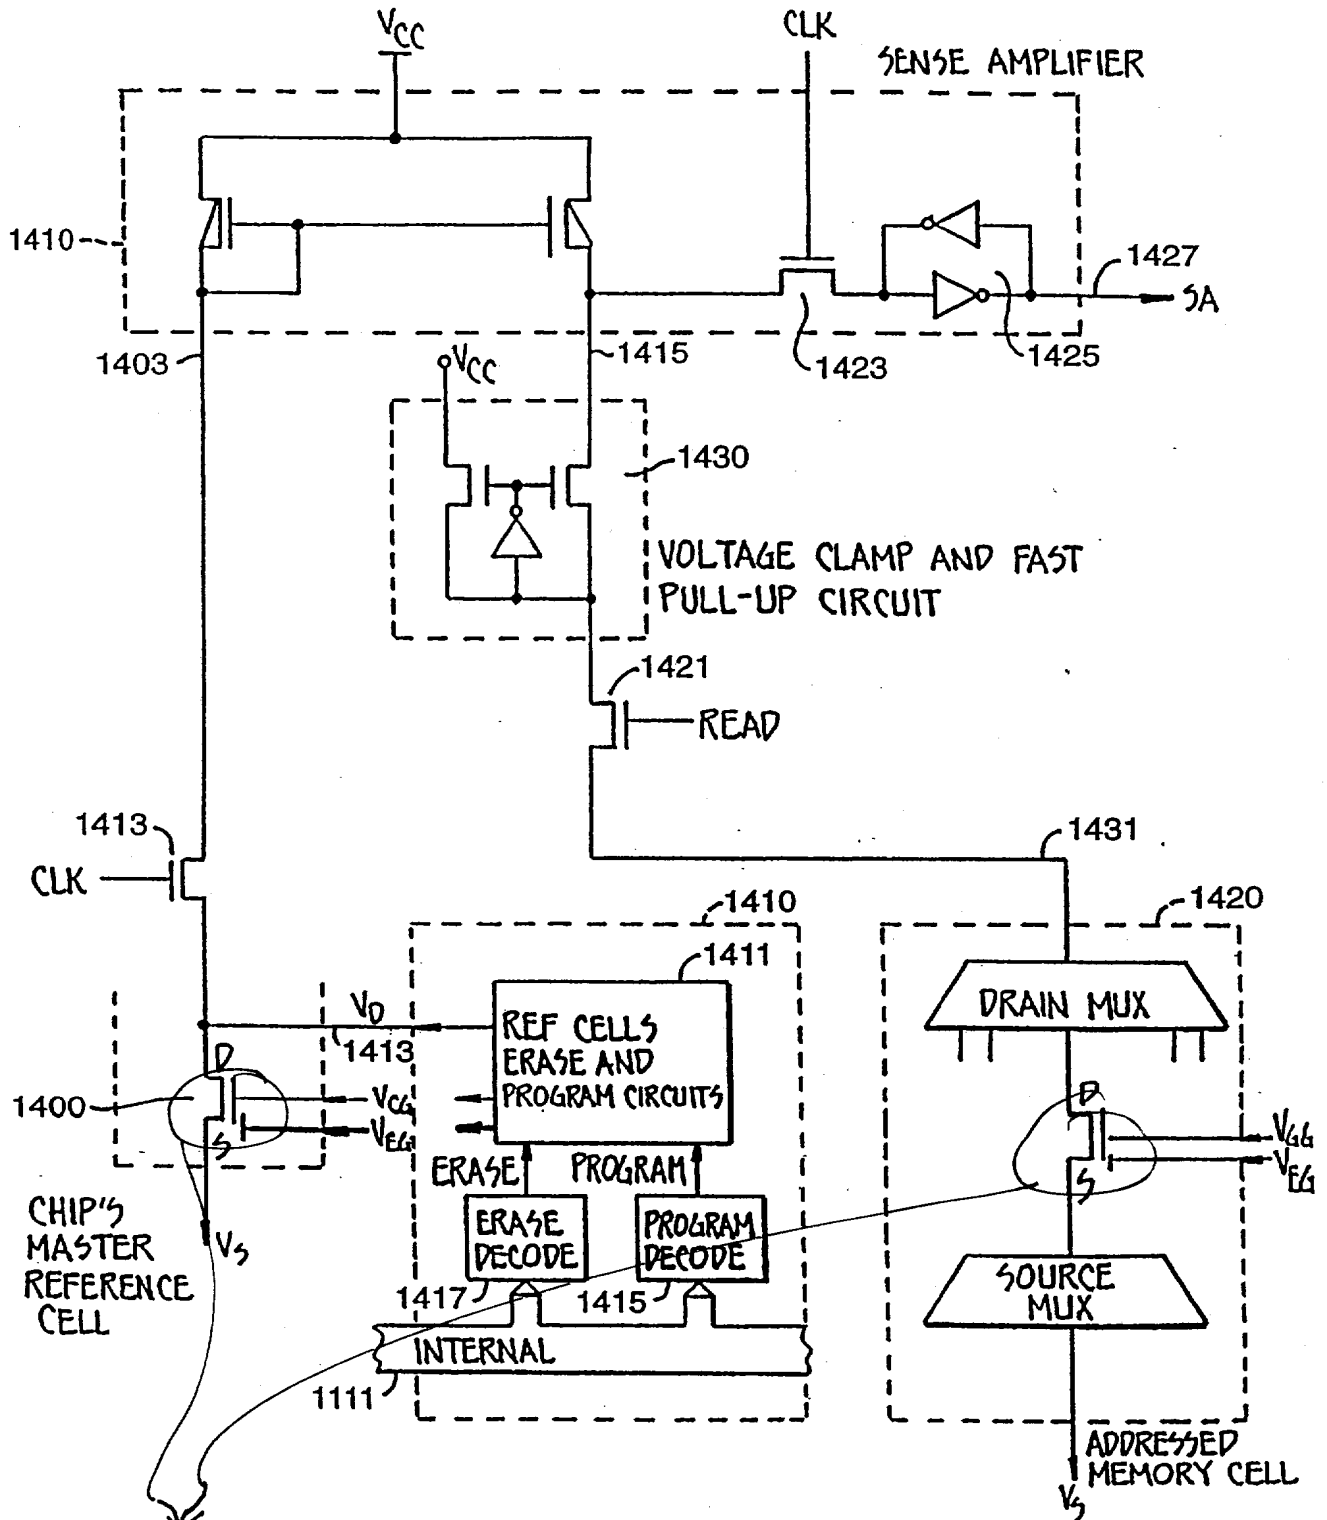 VCC
CLK
SENSE AMPLIFIER
1410
1427
SA
1403
1415
1423
1425
VCC
1430
VOLTAGE CLAMP AND FAST
PULL-UP CIRCUIT
1421
READ
1413
CLK
1431
1410
1420
1411
DRAIN MUX
VD
1413
REF CELLS
ERASE AND
PROGRAM CIRCUITS
D
1400
S
VCG
VEG
D
S
VGG
VEG
ERASE
PROGRAM
CHIP'S
MASTER
REFERENCE
CELL
VS
ERASE
DECODE
PROGRAM
DECODE
1417
1415
SOURCE
MUX
INTERNAL
1111
ADDRESSED
MEMORY CELL
VS